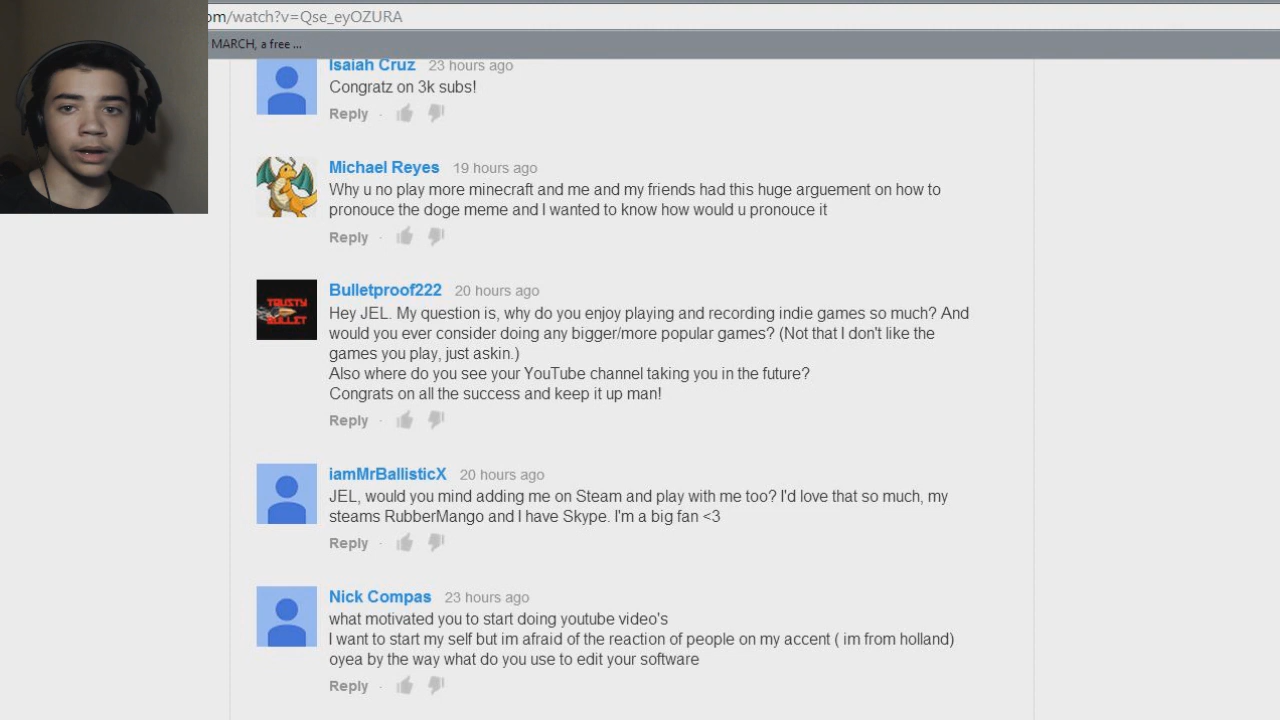 om/watch?v=Qse_eyOZURA
MARCH, a free ...
Isaiah Cruz 23 hours ago
Congratz on 3k subs!
Reply
Michael Reyes 19 hours ago
Why u no play more minecraft and me and my friends had this huge arguement on how to
pronouce the doge meme and I wanted to know how would u pronouce it
Reply
TRUSTY
BULLET
Bulletproof222 20 hours ago
Hey JEL. My question is, why do you enjoy playing and recording indie games so much? And
would you ever consider doing any bigger/more popular games? (Not that I don't like the
games you play, just askin.)
Also where do you see your YouTube channel taking you in the future?
Congrats on all the success and keep it up man!
Reply
iamMrBallisticX 20 hours ago
JEL, would you mind adding me on Steam and play with me too? I'd love that so much, my
steams RubberMango and I have Skype. I'm a big fan <3
Reply
Nick Compas 23 hours ago
what motivated you to start doing youtube video's
I want to start my self but im afraid of the reaction of people on my accent ( im from holland)
oyea by the way what do you use to edit your software
Reply